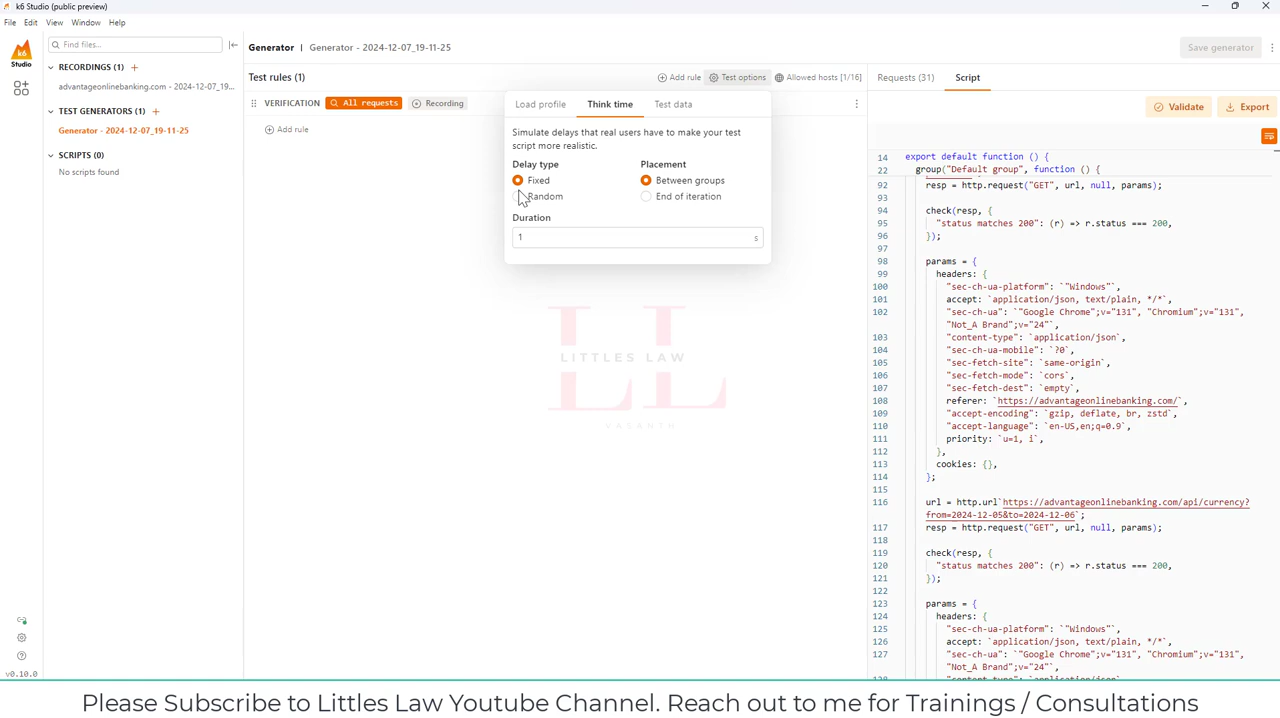 k6 Studio (public preview)
File Edit View Window Help
k6
Studio
Find files...
RECORDINGS (1)
advantageonlinebanking.com - 2024-12-07_19...
TEST GENERATORS (1)
Generator - 2024-12-07_19-11-25
SCRIPTS (0)
No scripts found
v0.10.0
Generator | Generator - 2024-12-07_19-11-25
Save generator
Test rules (1)
Add rule
Test options
Allowed hosts [1/16]
VERIFICATION All requests Recording
Add rule
Load profile Think time Test data
Simulate delays that real users have to make your test
script more realistic.
Delay type Placement
Fixed Between groups
Random End of iteration
Duration
1 s
LITTLES LAW
VASANTH
Requests (31) Script
Validate Export
14 export default function () {
22 group("Default group", function () {
92 resp = http.request("GET", url, null, params);
93
94 check(resp, {
95 "status matches 200": (r) => r.status === 200,
96 });
97
98 params = {
99 headers: {
100 "sec-ch-ua-platform": `"Windows"`,
101 accept: `application/json, text/plain, */*`,
102 "sec-ch-ua": `"Google Chrome";v="131", "Chromium";v="131",
"Not_A Brand";v="24"`,
103 "content-type": `application/json`,
104 "sec-ch-ua-mobile": `?0`,
105 "sec-fetch-site": `same-origin`,
106 "sec-fetch-mode": `cors`,
107 "sec-fetch-dest": `empty`,
108 referer: `https://advantageonlinebanking.com/`,
109 "accept-encoding": `gzip, deflate, br, zstd`,
110 "accept-language": `en-US,en;q=0.9`,
111 priority: `u=1, i`,
112 },
113 cookies: {},
114 };
115
116 url = http.url`https://advantageonlinebanking.com/api/currency?
from=2024-12-05&to=2024-12-06`;
117 resp = http.request("GET", url, null, params);
118
119 check(resp, {
120 "status matches 200": (r) => r.status === 200,
121 });
122
123 params = {
124 headers: {
125 "sec-ch-ua-platform": `"Windows"`,
126 accept: `application/json, text/plain, */*`,
127 "sec-ch-ua": `"Google Chrome";v="131", "Chromium";v="131",
"Not_A Brand";v="24"`,
Please Subscribe to Littles Law Youtube Channel. Reach out to me for Trainings / Consultations